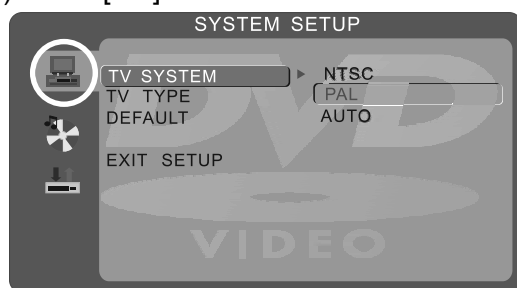 SYSTEM SETUP
TV SYSTEM NTSC
TV TYPE PAL
DEFAULT AUTO
EXIT SETUP
DVD
VIDEO